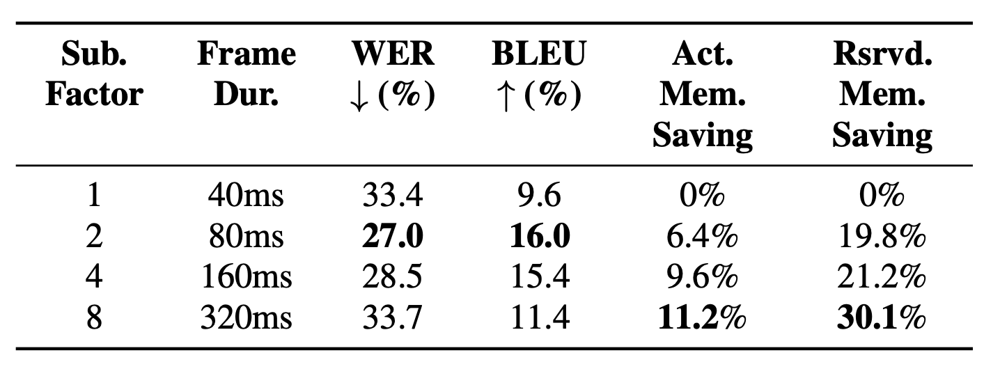 Sub. Frame WER BLEU Act. Rsrvd.
Factor Dur. ↓ (%) ↑ (%) Mem. Mem.
Saving Saving
1 40ms 33.4 9.6 0% 0%
2 80ms 27.0 16.0 6.4% 19.8%
4 160ms 28.5 15.4 9.6% 21.2%
8 320ms 33.7 11.4 11.2% 30.1%